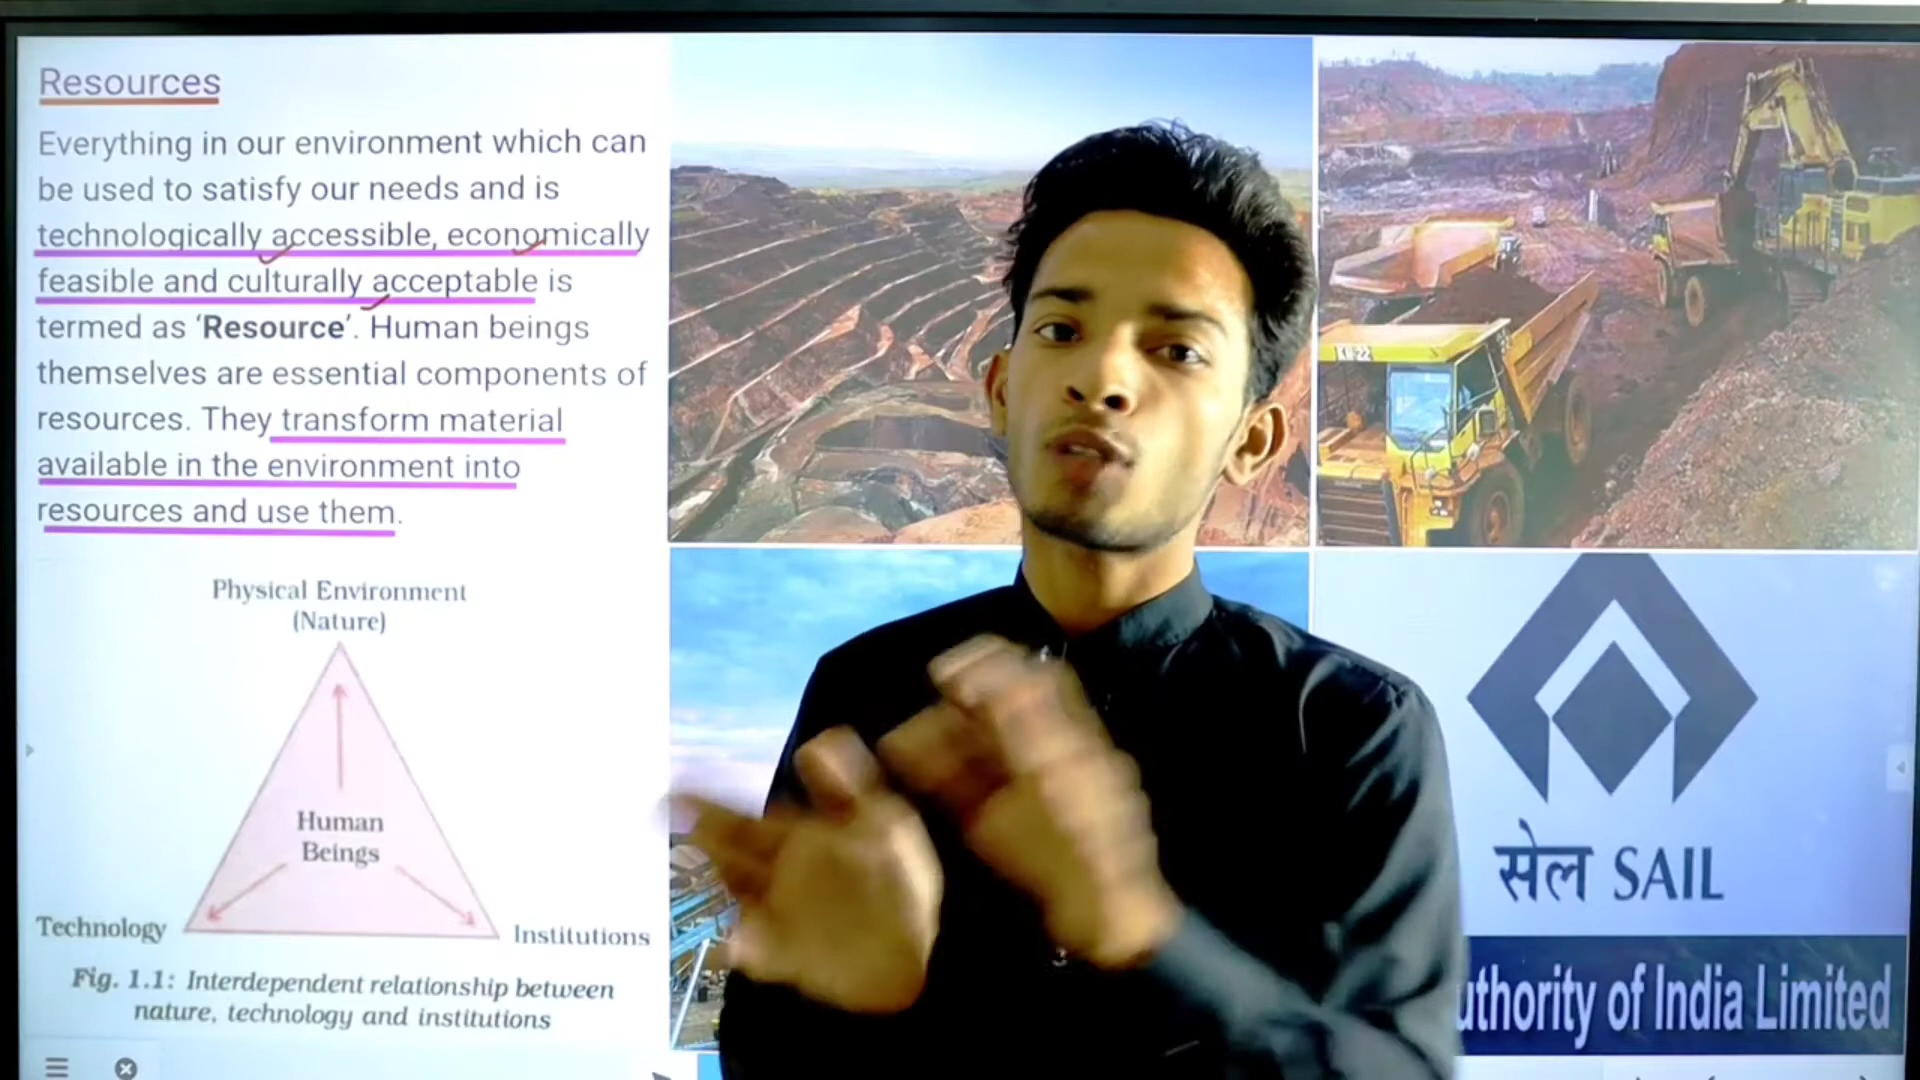 Resources
Everything in our environment which can
be used to satisfy our needs and is
technologically accessible, economically
feasible and culturally acceptable is
termed as ‘Resource’. Human beings
themselves are essential components of
resources. They transform material
available in the environment into
resources and use them.
Physical Environment
(Nature)
Human
Beings
Technology
Institutions
Fig. 1.1: Interdependent relationship between
nature, technology and institutions
सेल SAIL
of India Limited